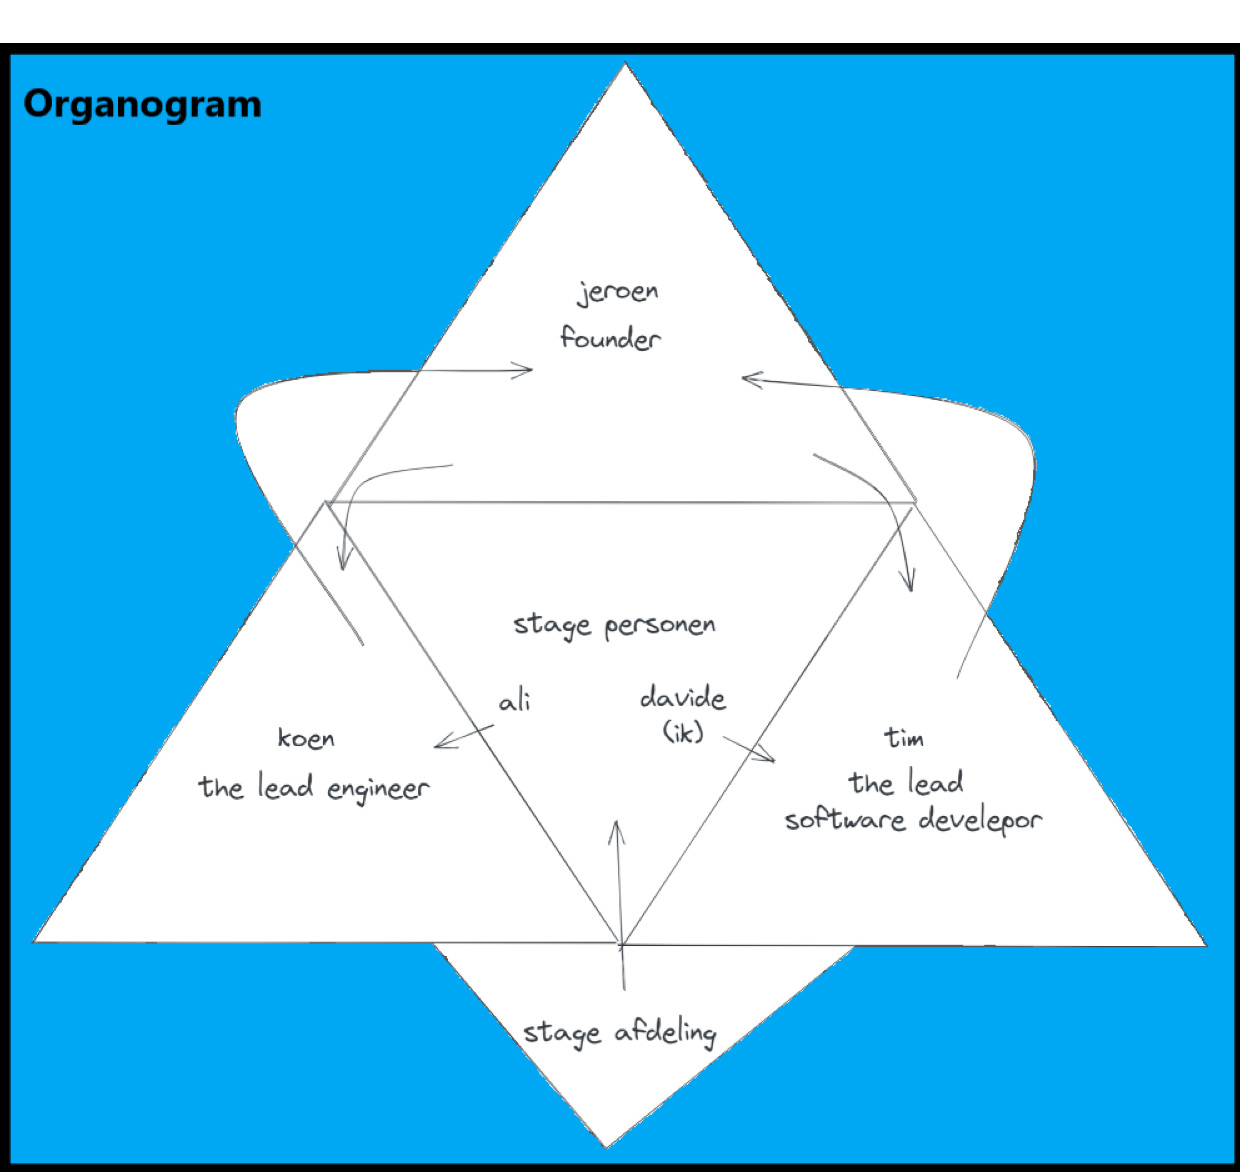 Organogram
jeroen
founder
stage personen
ali
davide
(ik)
koen
the lead engineer
tim
the lead
software develepor
stage afdeling